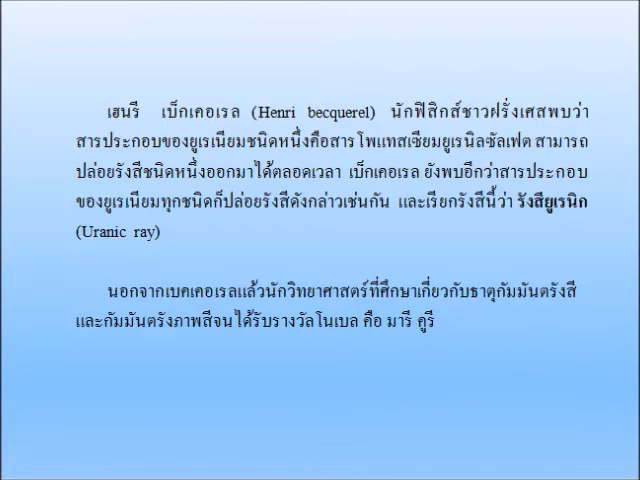 เฮนรี เบ็กเคอเรล (Henri becquerel) นักฟิสิกส์ชาวฝรั่งเศสพบว่า
สารประกอบของยูเรเนียมชนิดหนึ่งคือสารโพแทสเซียมยูเรนิลซัลเฟต สามารถ
ปล่อยรังสีชนิดหนึ่งออกมาได้ตลอดเวลา เบ็กเคอเรล ยังพบอีกว่าสารประกอบ
ของยูเรเนียมทุกชนิดก็ปล่อยรังสีดังกล่าวเช่นกัน และเรียกรังสีนี้ว่า รังสียูเรนิก
(Uranic ray)
นอกจากเบคเคอเรลแล้วนักวิทยาศาสตร์ที่ศึกษาเกี่ยวกับธาตุกัมมันตรังสี
และกัมมันตรังภาพสีจนได้รับรางวัลโนเบล คือ มารี คูรี